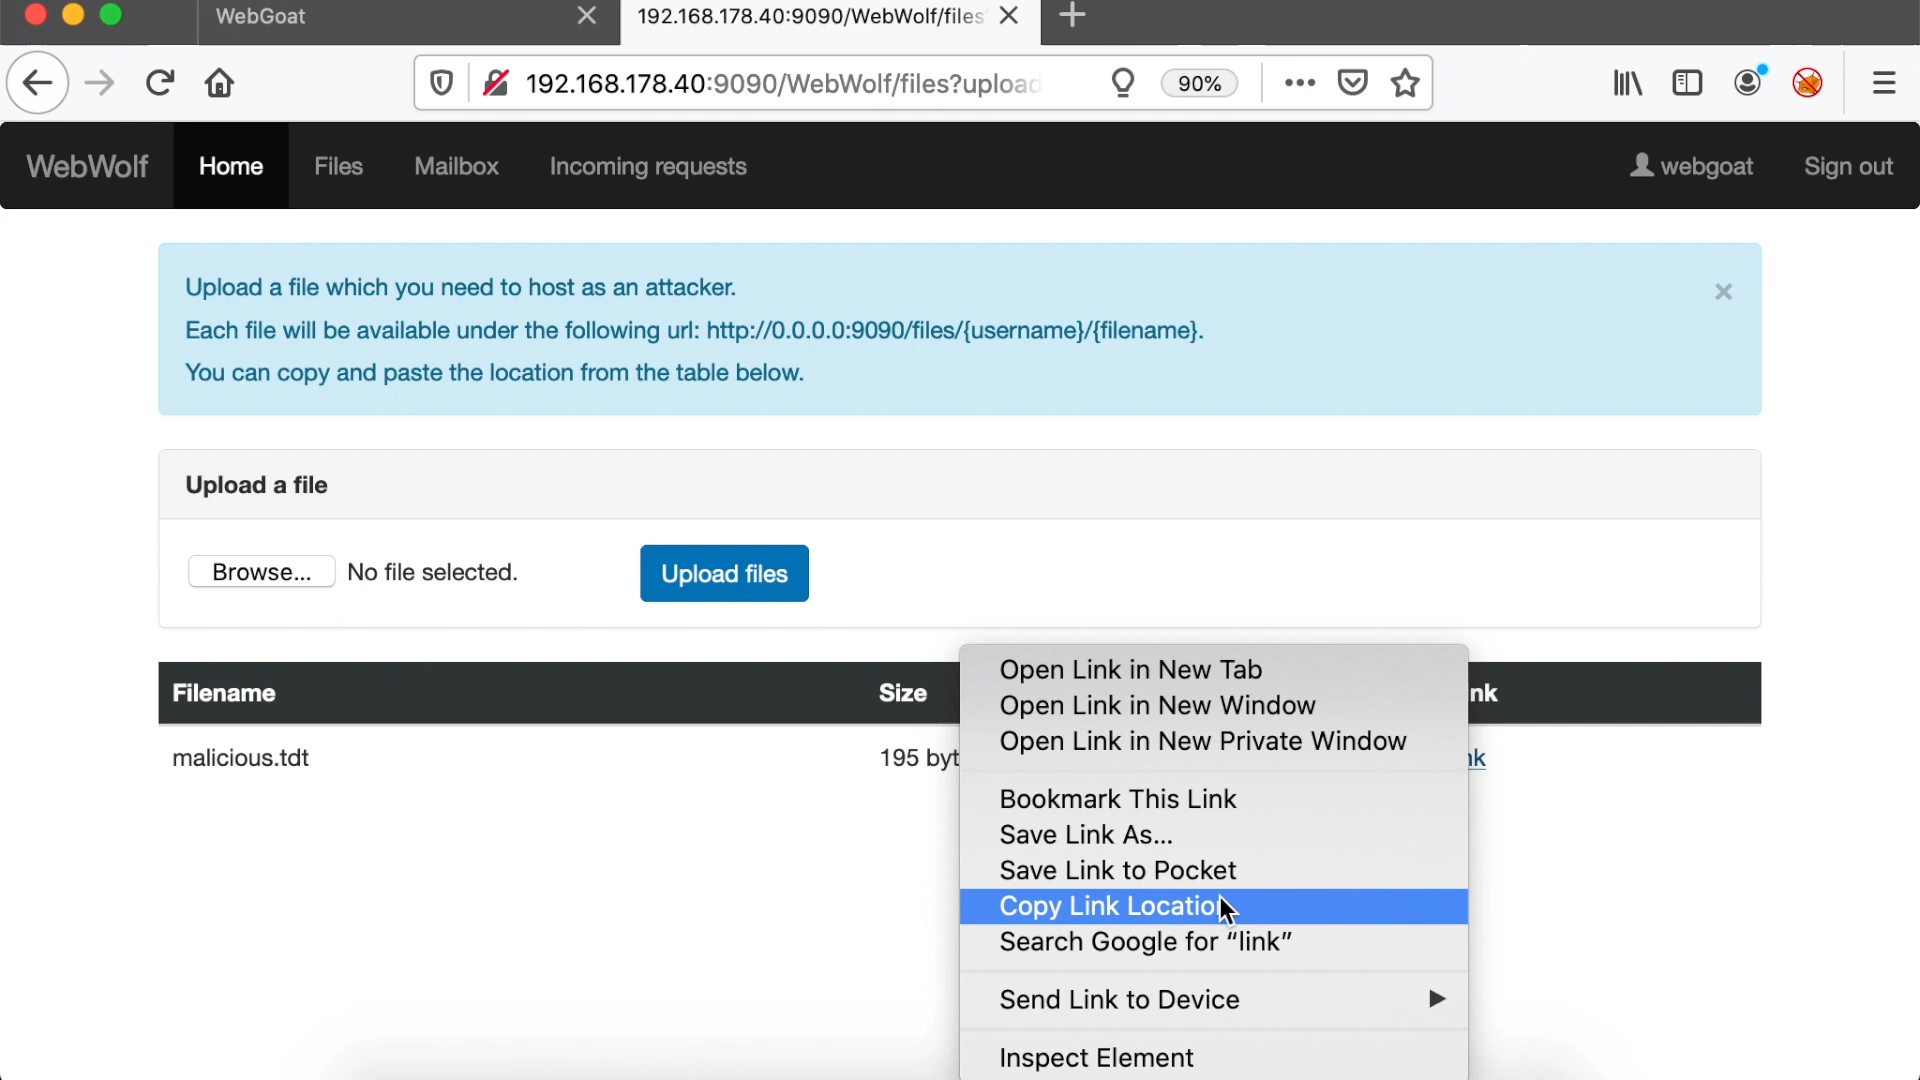 WebGoat
192.168.178.40:9090/WebWolf/files
192.168.178.40:9090/WebWolf/files?upload
90%
WebWolf Home Files Mailbox Incoming requests webgoat Sign out
Upload a file which you need to host as an attacker.
Each file will be available under the following url: http://0.0.0.0:9090/files/{username}/{filename}.
You can copy and paste the location from the table below.
Upload a file
Browse... No file selected. Upload files
Filename Size nk
malicious.tdt 195 byt nk
Open Link in New Tab
Open Link in New Window
Open Link in New Private Window
Bookmark This Link
Save Link As...
Save Link to Pocket
Copy Link Location
Search Google for “link”
Send Link to Device
Inspect Element